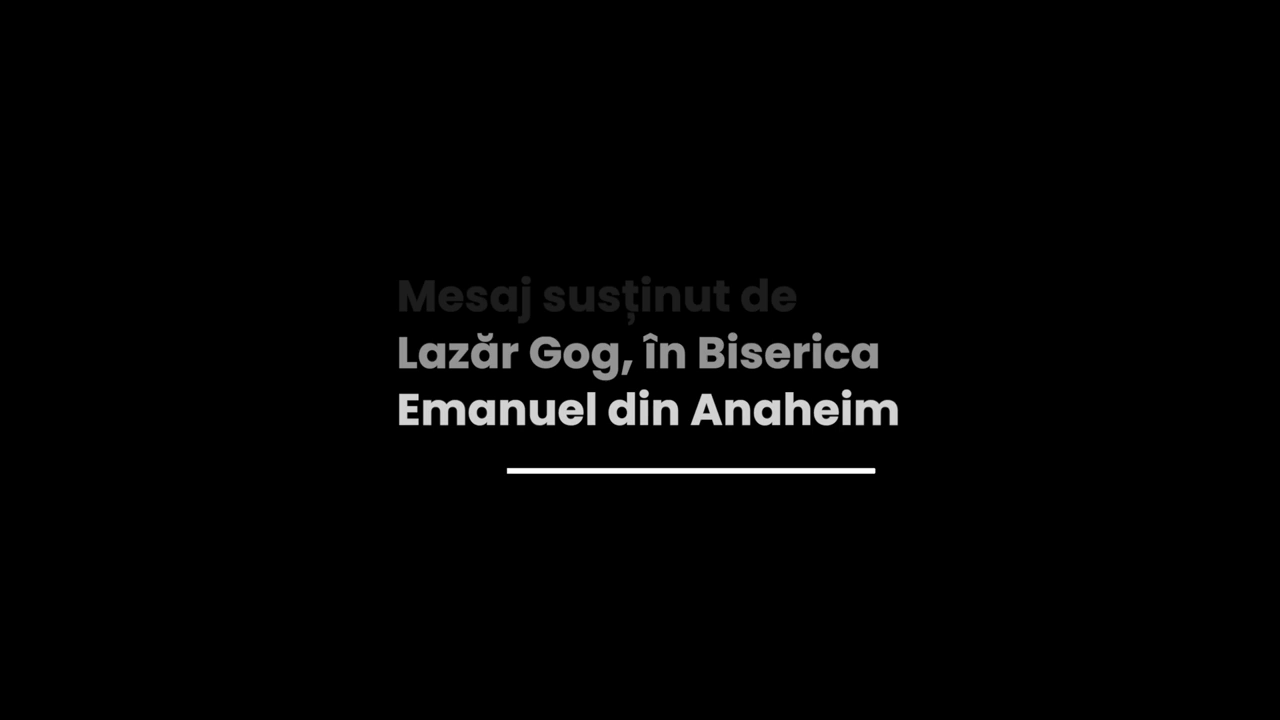 Mesaj susținut de
Lazăr Gog, în Biserica
Emanuel din Anaheim